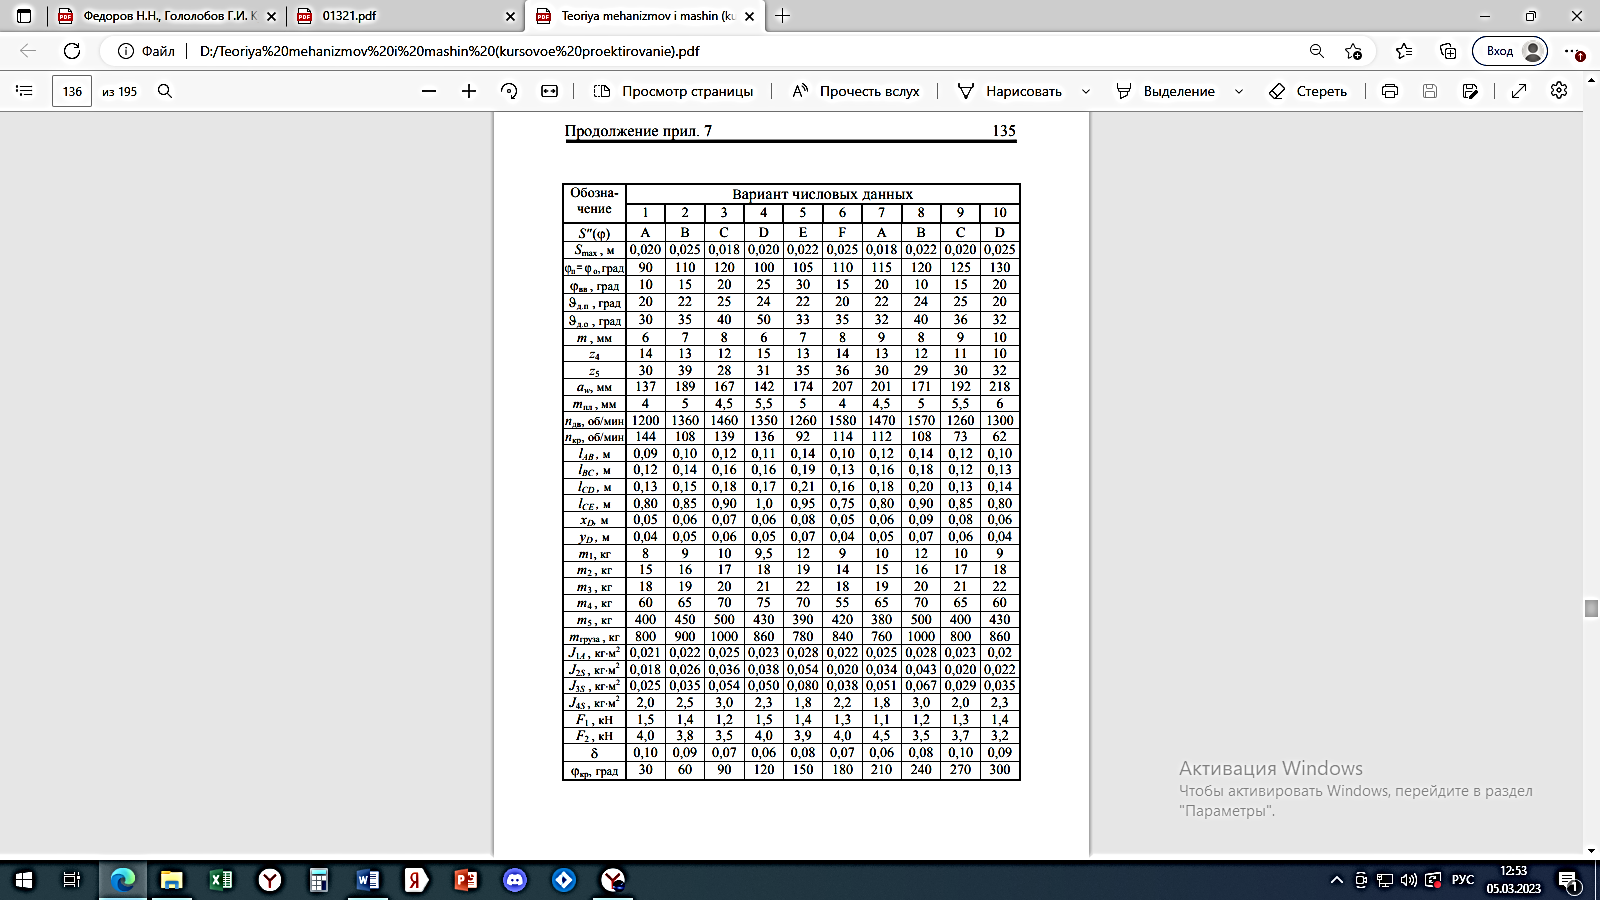 Федоров Н.Н., Гололобов Г.И. К
01321.pdf
Teoriya mehanizmov i mashin (ku
Файл
D:/Teoriya%20mehanizmov%20i%20mashin%20(kursovoe%20proektirovanie).pdf
Вход
136 из 195
Просмотр страницы
Прочесть вслух
Нарисовать
Выделение
Стереть
Продолжение прил. 7 135
Обозна-чение Вариант числовых данных
1 2 3 4 5 6 7 8 9 10
S"(φ) A B C D E F A B C D
Smax , м 0,020 0,025 0,018 0,020 0,022 0,025 0,018 0,022 0,020 0,025
φп = φо, град 90 110 120 100 105 110 115 120 125 130
φвв , град 10 15 20 25 30 15 20 10 15 20
ϑд.п , град 20 22 25 24 22 20 22 24 25 20
ϑд.о , град 30 35 40 50 33 35 32 40 36 32
m , мм 6 7 8 6 7 8 9 8 9 10
z4 14 13 12 15 13 14 13 12 11 10
z5 30 39 28 31 35 36 30 29 30 32
aw, мм 137 189 167 142 174 207 201 171 192 218
mпл , мм 4 5 4,5 5,5 5 4 4,5 5 5,5 6
nдв, об/мин 1200 1360 1460 1350 1260 1580 1470 1570 1260 1300
nкр, об/мин 144 108 139 136 92 114 112 108 73 62
lAB , м 0,09 0,10 0,12 0,11 0,14 0,10 0,12 0,14 0,12 0,10
lBC , м 0,12 0,14 0,16 0,16 0,19 0,13 0,16 0,18 0,12 0,13
lCD , м 0,13 0,15 0,18 0,17 0,21 0,16 0,18 0,20 0,13 0,14
lCE , м 0,80 0,85 0,90 1,0 0,95 0,75 0,80 0,90 0,85 0,80
xD, м 0,05 0,06 0,07 0,06 0,08 0,05 0,06 0,09 0,08 0,06
yD, м 0,04 0,05 0,06 0,05 0,07 0,04 0,05 0,07 0,06 0,04
m1, кг 8 9 10 9,5 12 9 10 12 10 9
m2 , кг 15 16 17 18 19 14 15 16 17 18
m3 , кг 18 19 20 21 22 18 19 20 21 22
m4 , кг 60 65 70 75 70 55 65 70 65 60
m5 , кг 400 450 500 430 390 420 380 500 400 430
mгруза , кг 800 900 1000 860 780 840 760 1000 800 860
J1A , кг·м2 0,021 0,022 0,025 0,023 0,028 0,022 0,025 0,028 0,023 0,02
J2S , кг·м2 0,018 0,026 0,036 0,038 0,054 0,020 0,034 0,043 0,020 0,022
J3S , кг·м2 0,025 0,035 0,054 0,050 0,080 0,038 0,051 0,067 0,029 0,035
J4S , кг·м2 2,0 2,5 3,0 2,3 1,8 2,2 1,8 3,0 2,0 2,3
F1 , кН 1,5 1,4 1,2 1,5 1,4 1,3 1,1 1,2 1,3 1,4
F2 , кН 4,0 3,8 3,5 4,0 3,9 4,0 4,5 3,5 3,7 3,2
δ 0,10 0,09 0,07 0,06 0,08 0,07 0,06 0,08 0,10 0,09
φкр, град 30 60 90 120 150 180 210 240 270 300
Активация Windows
Чтобы активировать Windows, перейдите в раздел
"Параметры".
РУС
12:53
05.03.2023
1